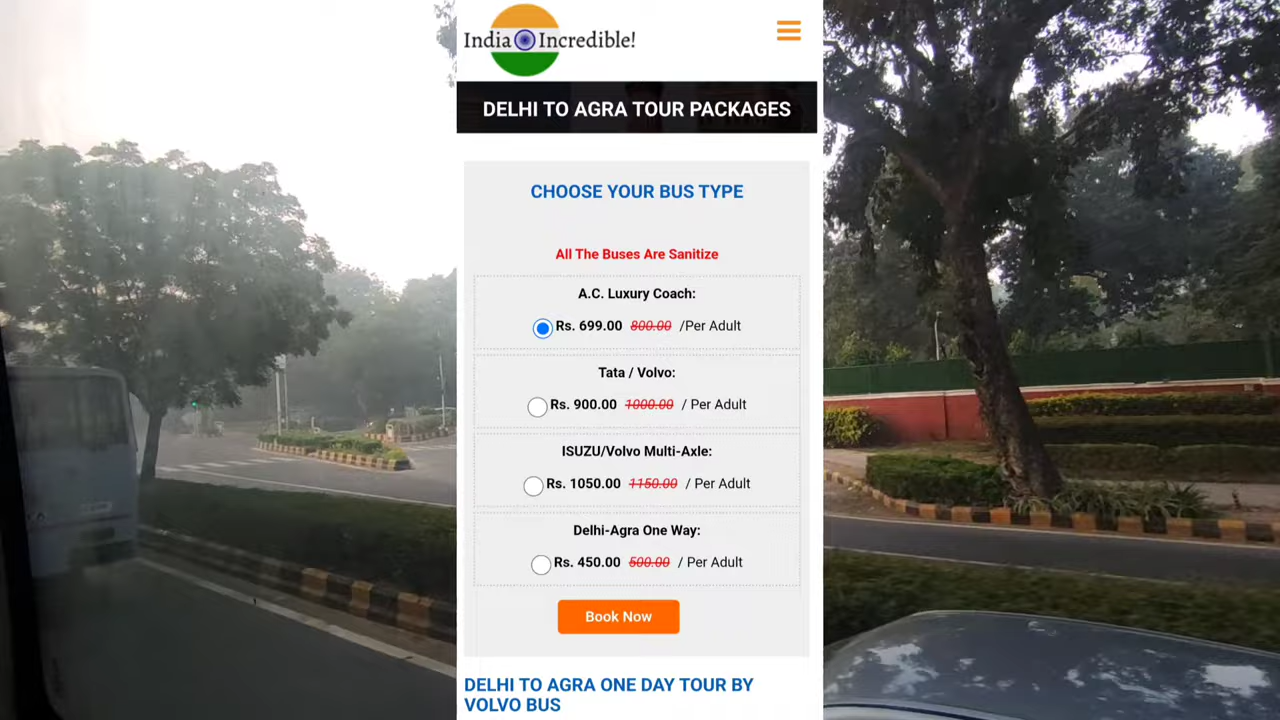 India Incredible!
DELHI TO AGRA TOUR PACKAGES
CHOOSE YOUR BUS TYPE
All The Buses Are Sanitize
A.C. Luxury Coach:
Rs. 699.00 800.00 /Per Adult
Tata / Volvo:
Rs. 900.00 1000.00 / Per Adult
ISUZU/Volvo Multi-Axle:
Rs. 1050.00 1150.00 / Per Adult
Delhi-Agra One Way:
Rs. 450.00 500.00 / Per Adult
Book Now
DELHI TO AGRA ONE DAY TOUR BY
VOLVO BUS